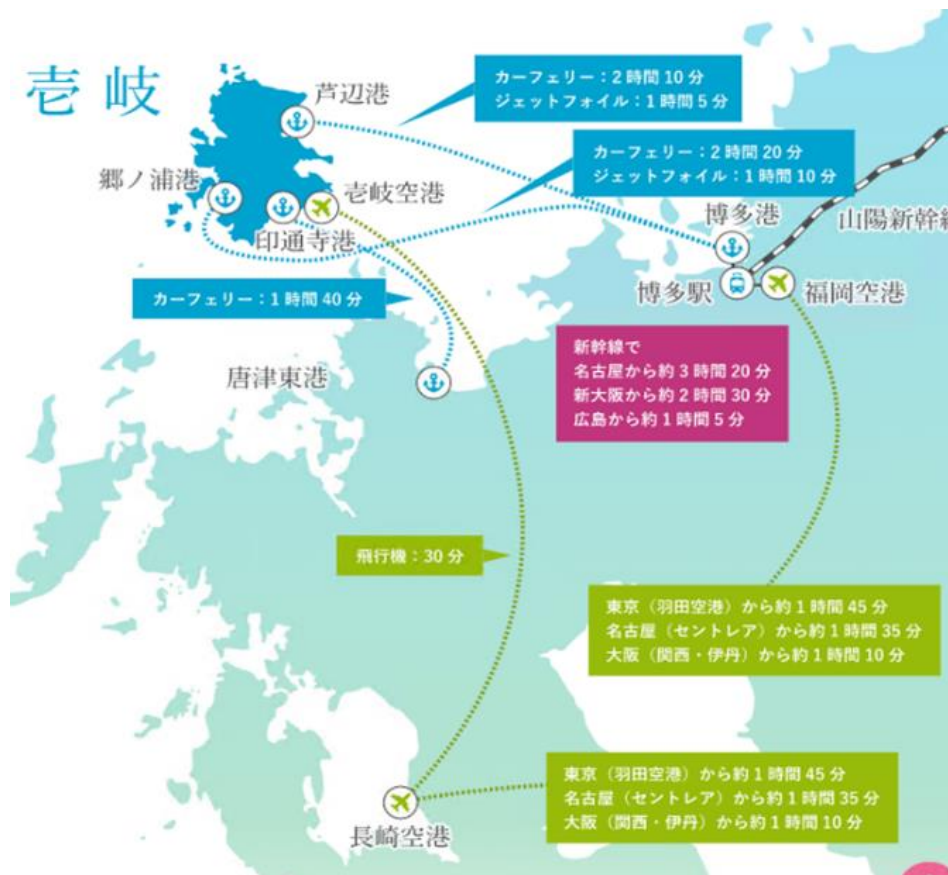 壱岐
芦辺港
カーフェリー：2時間10分
ジェットフォイル：1時間5分
カーフェリー：2時間20分
ジェットフォイル：1時間10分
郷ノ浦港
壱岐空港
印通寺港
博多港
山陽新幹線
博多駅
福岡空港
カーフェリー：1時間40分
唐津東港
新幹線で
名古屋から約3時間20分
新大阪から約2時間30分
広島から約1時間5分
飛行機：30分
東京（羽田空港）から約1時間45分
名古屋（セントレア）から約1時間35分
大阪（関西・伊丹）から約1時間10分
東京（羽田空港）から約1時間45分
名古屋（セントレア）から約1時間35分
大阪（関西・伊丹）から約1時間10分
長崎空港